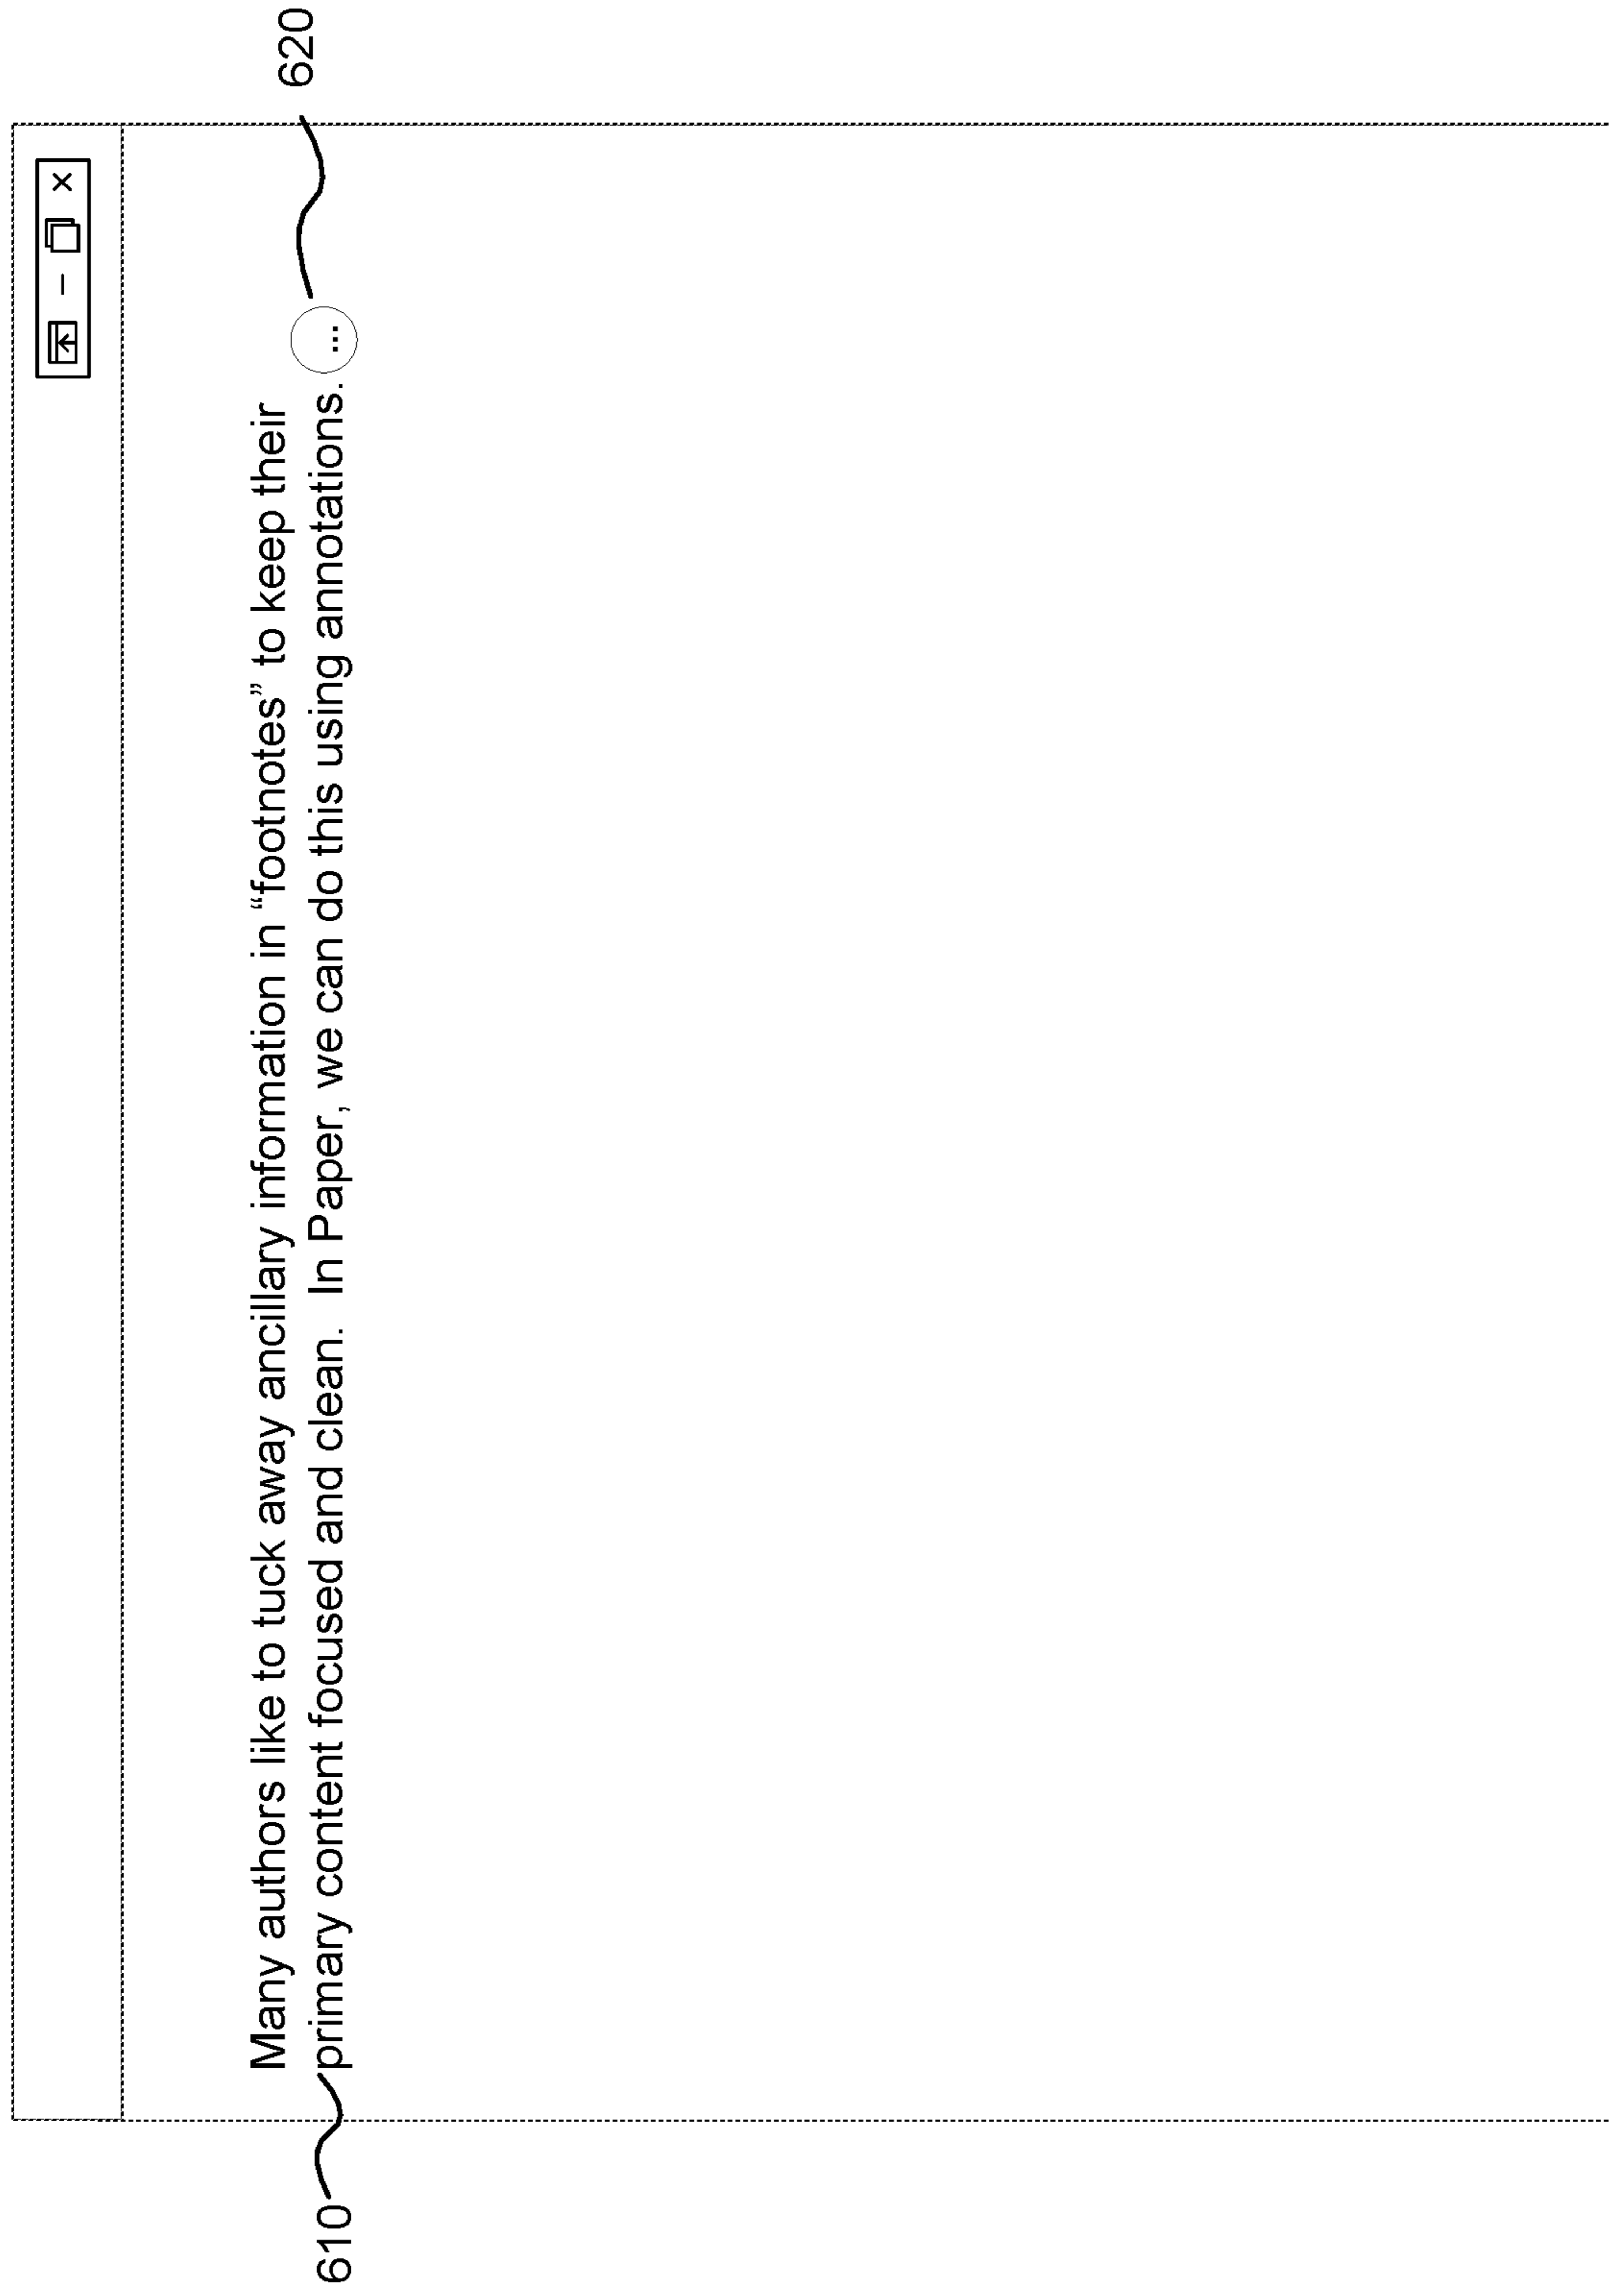 Many authors like to tuck away ancillary information in “footnotes” to keep their
primary content focused and clean.  In Paper, we can do this using annotations.
...
610
620